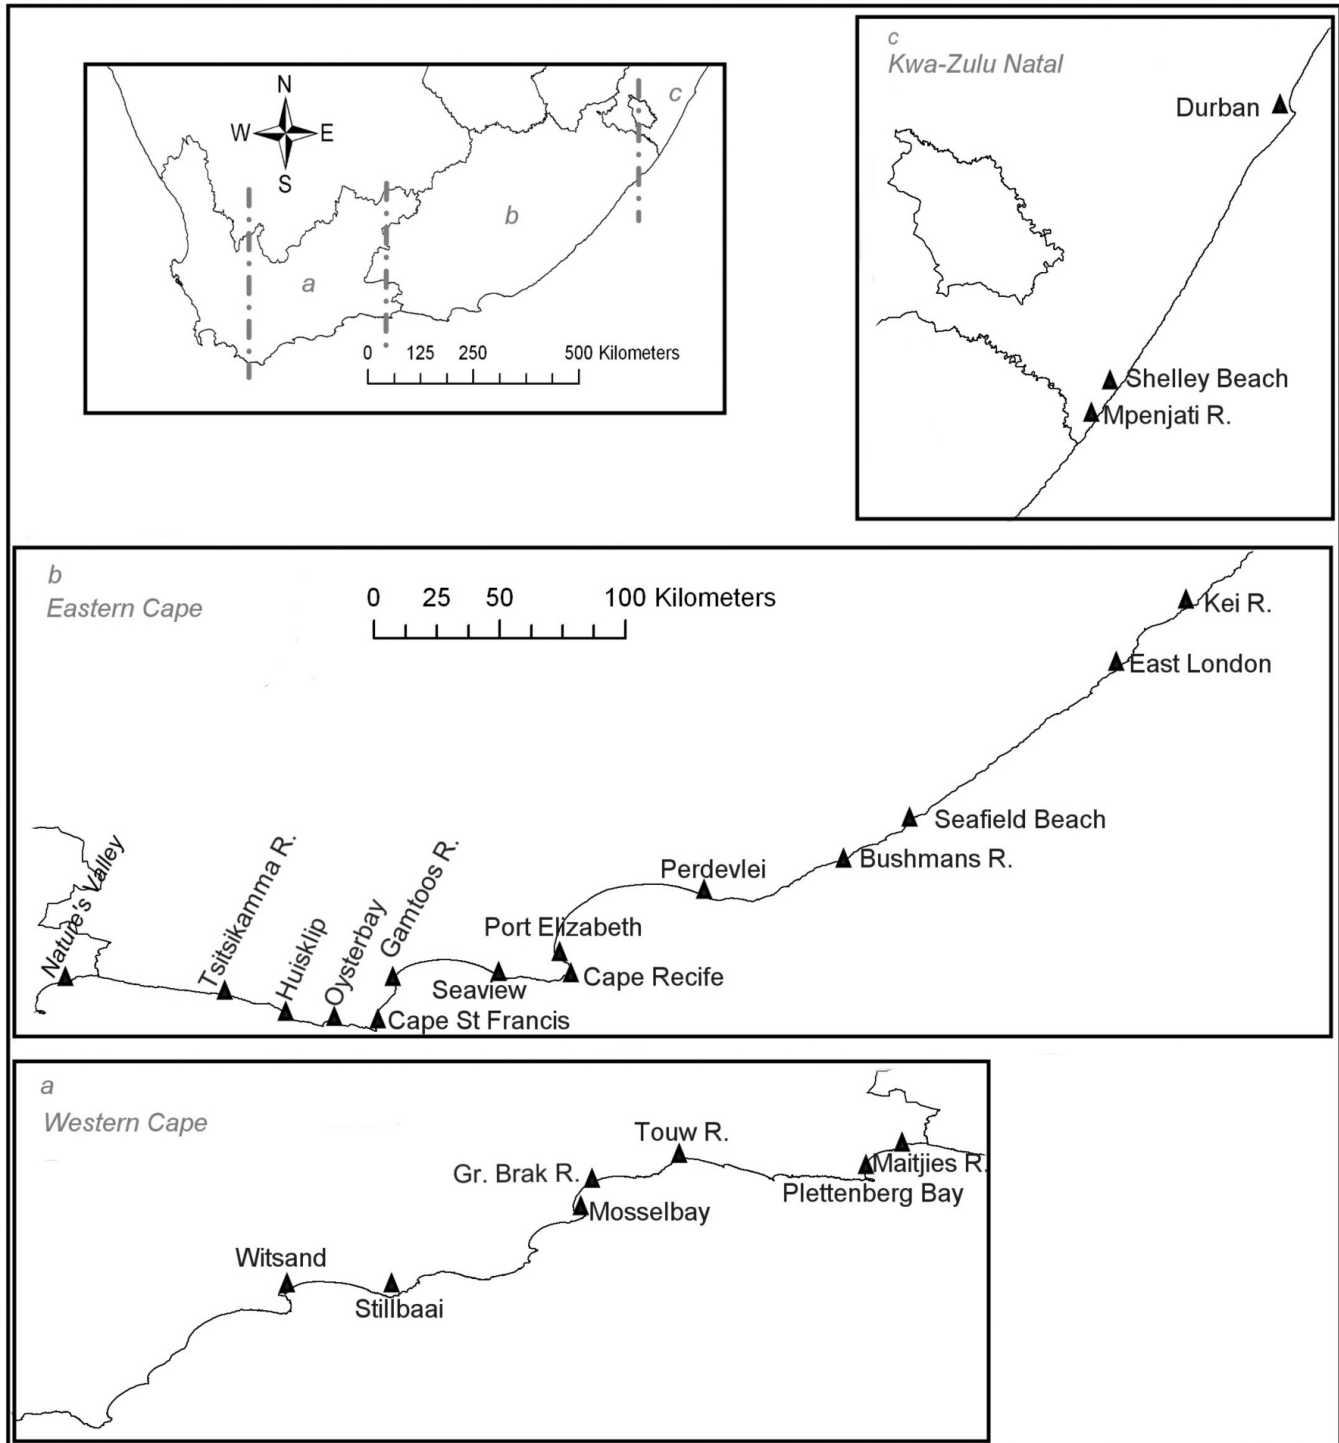 N
W E
S
a
b
c
0 125 250 500 Kilometers
c
Kwa-Zulu Natal
Durban
Shelley Beach
Mpenjati R.
b
Eastern Cape
0 25 50 100 Kilometers
Kei R.
East London
Seafield Beach
Bushmans R.
Perdevlei
Port Elizabeth
Cape Recife
Seaview
Gamtoos R.
Cape St Francis
Oysterbay
Huisklip
Tsitsikamma R.
Nature's Valley
a
Western Cape
Touw R.
Gr. Brak R.
Mosselbay
Maitjies R.
Plettenberg Bay
Witsand
Stillbaai